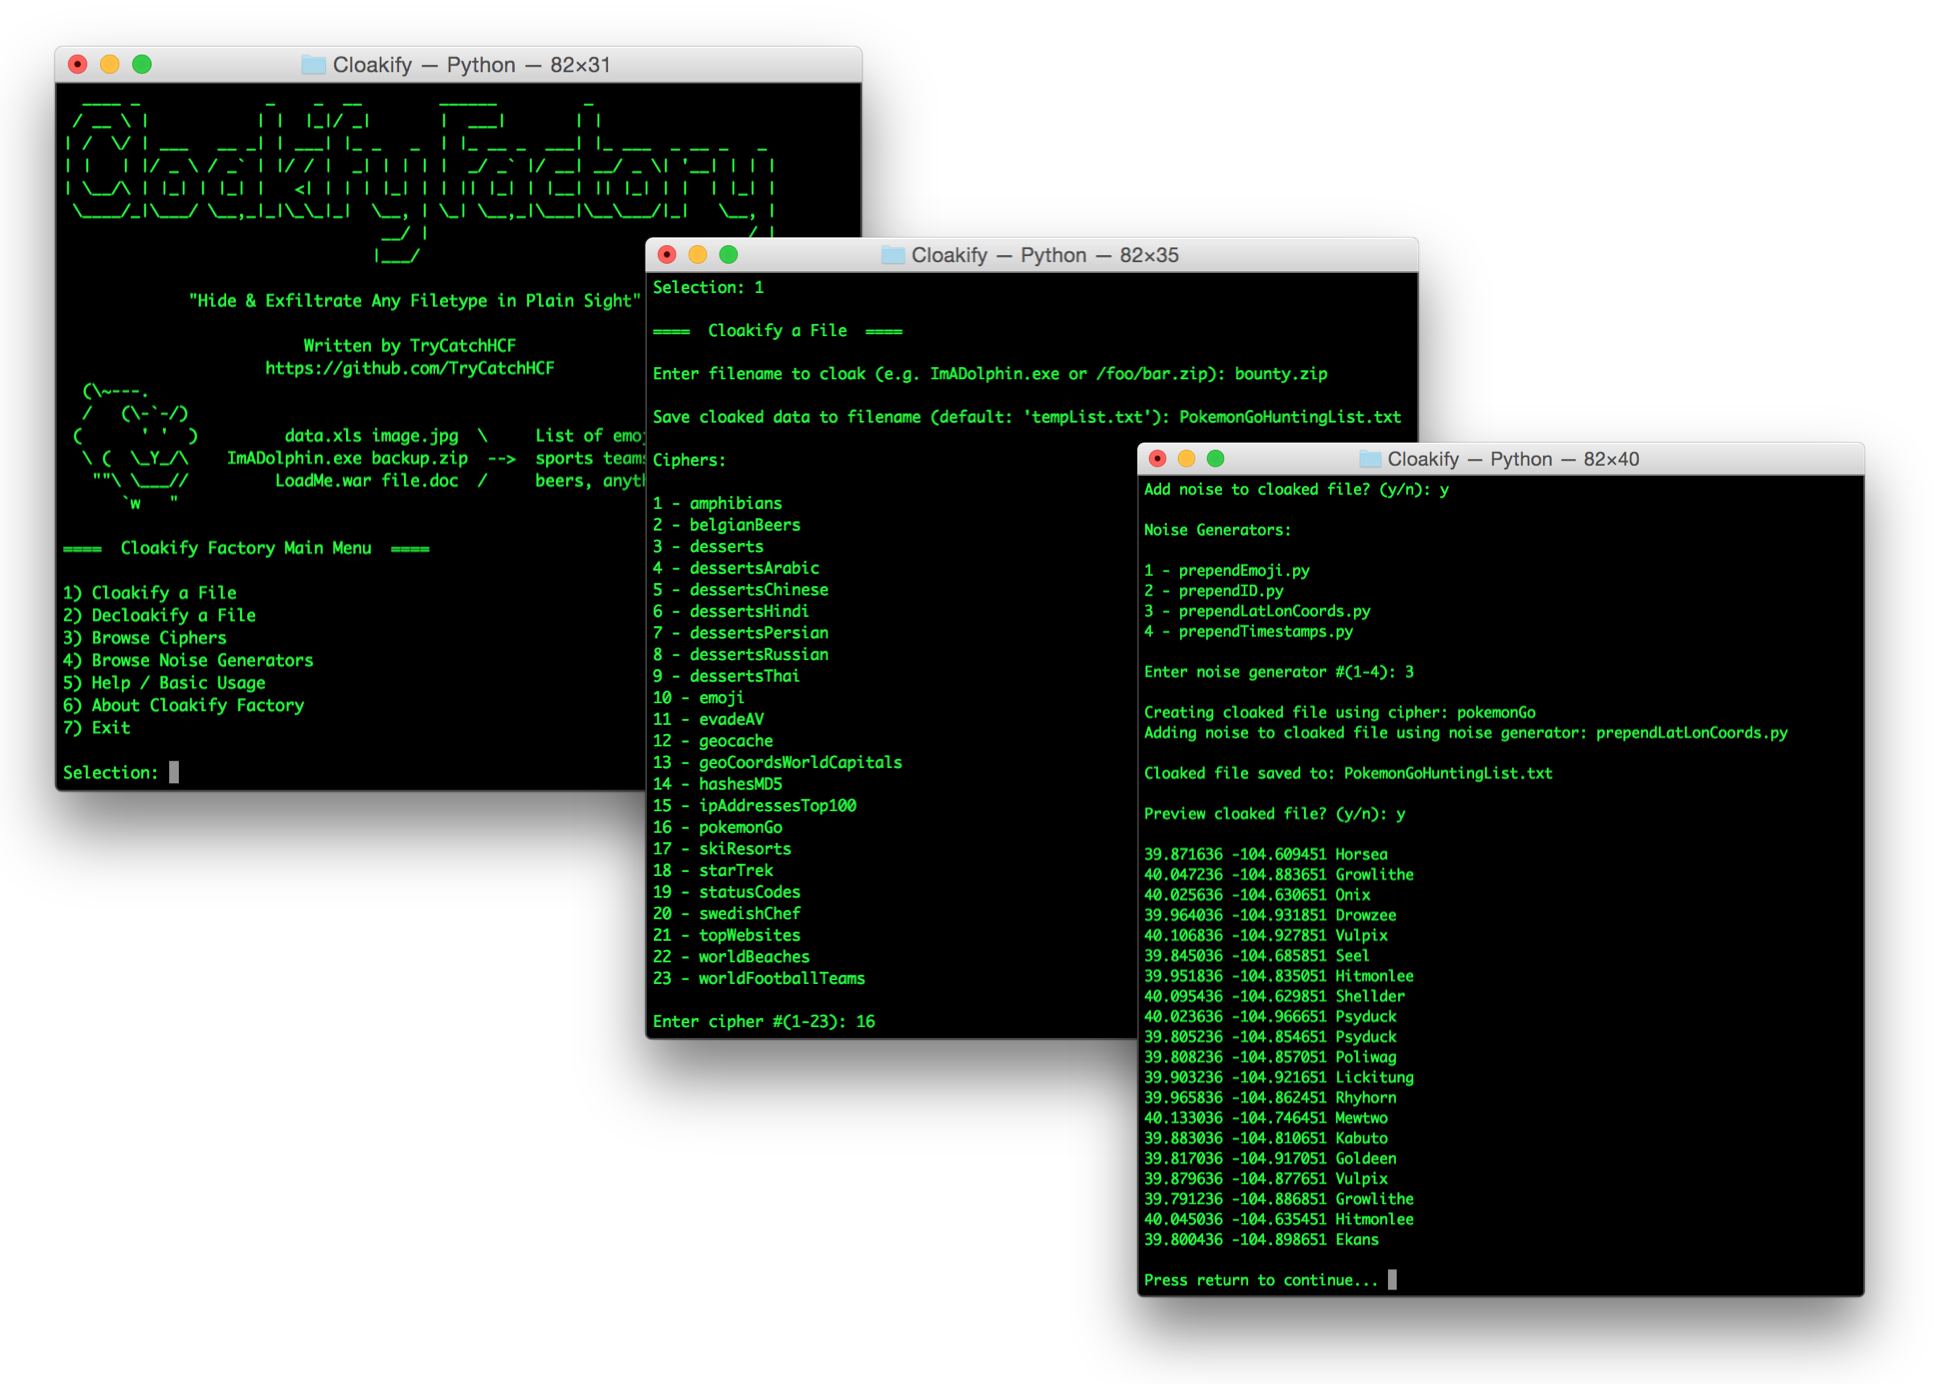 Cloakify — Python — 82×31
Cloakify Factory
"Hide & Exfiltrate Any Filetype in Plain Sight"
Written by TryCatchHCF
https://github.com/TryCatchHCF
data.xls image.jpg \ List of
ImADolphin.exe backup.zip --> sports
LoadMe.war file.doc / beers,
==== Cloakify Factory Main Menu ====
1) Cloakify a File
2) Decloakify a File
3) Browse Ciphers
4) Browse Noise Generators
5) Help / Basic Usage
6) About Cloakify Factory
7) Exit
Selection:
Cloakify — Python — 82×35
Selection: 1
==== Cloakify a File ====
Enter filename to cloak (e.g. ImADolphin.exe or /foo/bar.zip): bounty.zip
Save cloaked data to filename (default: 'tempList.txt'): PokemonGoHuntingList.txt
Ciphers:
1 - amphibians
2 - belgianBeers
3 - desserts
4 - dessertsArabic
5 - dessertsChinese
6 - dessertsHindi
7 - dessertsPersian
8 - dessertsRussian
9 - dessertsThai
10 - emoji
11 - evadeAV
12 - geocache
13 - geoCoordsWorldCapitals
14 - hashesMD5
15 - ipAddressesTop100
16 - pokemonGo
17 - skiResorts
18 - starTrek
19 - statusCodes
20 - swedishChef
21 - topWebsites
22 - worldBeaches
23 - worldFootballTeams
Enter cipher #(1-23): 16
Cloakify — Python — 82×40
Add noise to cloaked file? (y/n): y
Noise Generators:
1 - prependEmoji.py
2 - prependID.py
3 - prependLatLonCoords.py
4 - prependTimestamps.py
Enter noise generator #(1-4): 3
Creating cloaked file using cipher: pokemonGo
Adding noise to cloaked file using noise generator: prependLatLonCoords.py
Cloaked file saved to: PokemonGoHuntingList.txt
Preview cloaked file? (y/n): y
39.871636 -104.609451 Horsea
40.047236 -104.883651 Growlithe
40.025636 -104.630651 Onix
39.964036 -104.931851 Drowzee
40.106836 -104.927851 Vulpix
39.845036 -104.685851 Seel
39.951836 -104.835051 Hitmonlee
40.095436 -104.629851 Shellder
40.023636 -104.966651 Psyduck
39.805236 -104.854651 Psyduck
39.808236 -104.857051 Poliwag
39.903236 -104.921651 Lickitung
39.965836 -104.862451 Rhyhorn
40.133036 -104.746451 Mewtwo
39.883036 -104.810651 Kabuto
39.817036 -104.917051 Goldeen
39.879636 -104.877651 Vulpix
39.791236 -104.886851 Growlithe
40.045036 -104.635451 Hitmonlee
39.800436 -104.898651 Ekans
Press return to continue...